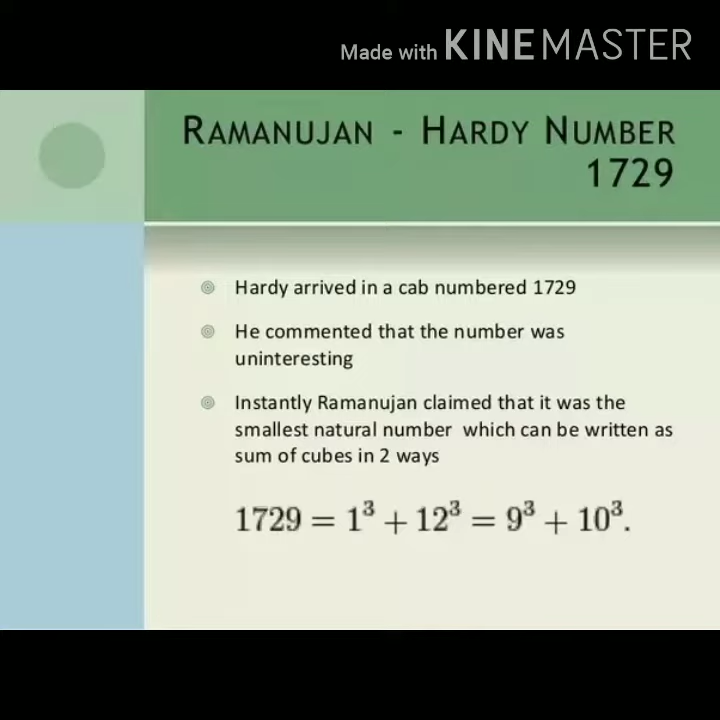 Made with KINEMASTER
RAMANUJAN - HARDY NUMBER
1729
Hardy arrived in a cab numbered 1729
He commented that the number was
uninteresting
Instantly Ramanujan claimed that it was the
smallest natural number which can be written as
sum of cubes in 2 ways
1729 = 1³ + 12³ = 9³ + 10³.